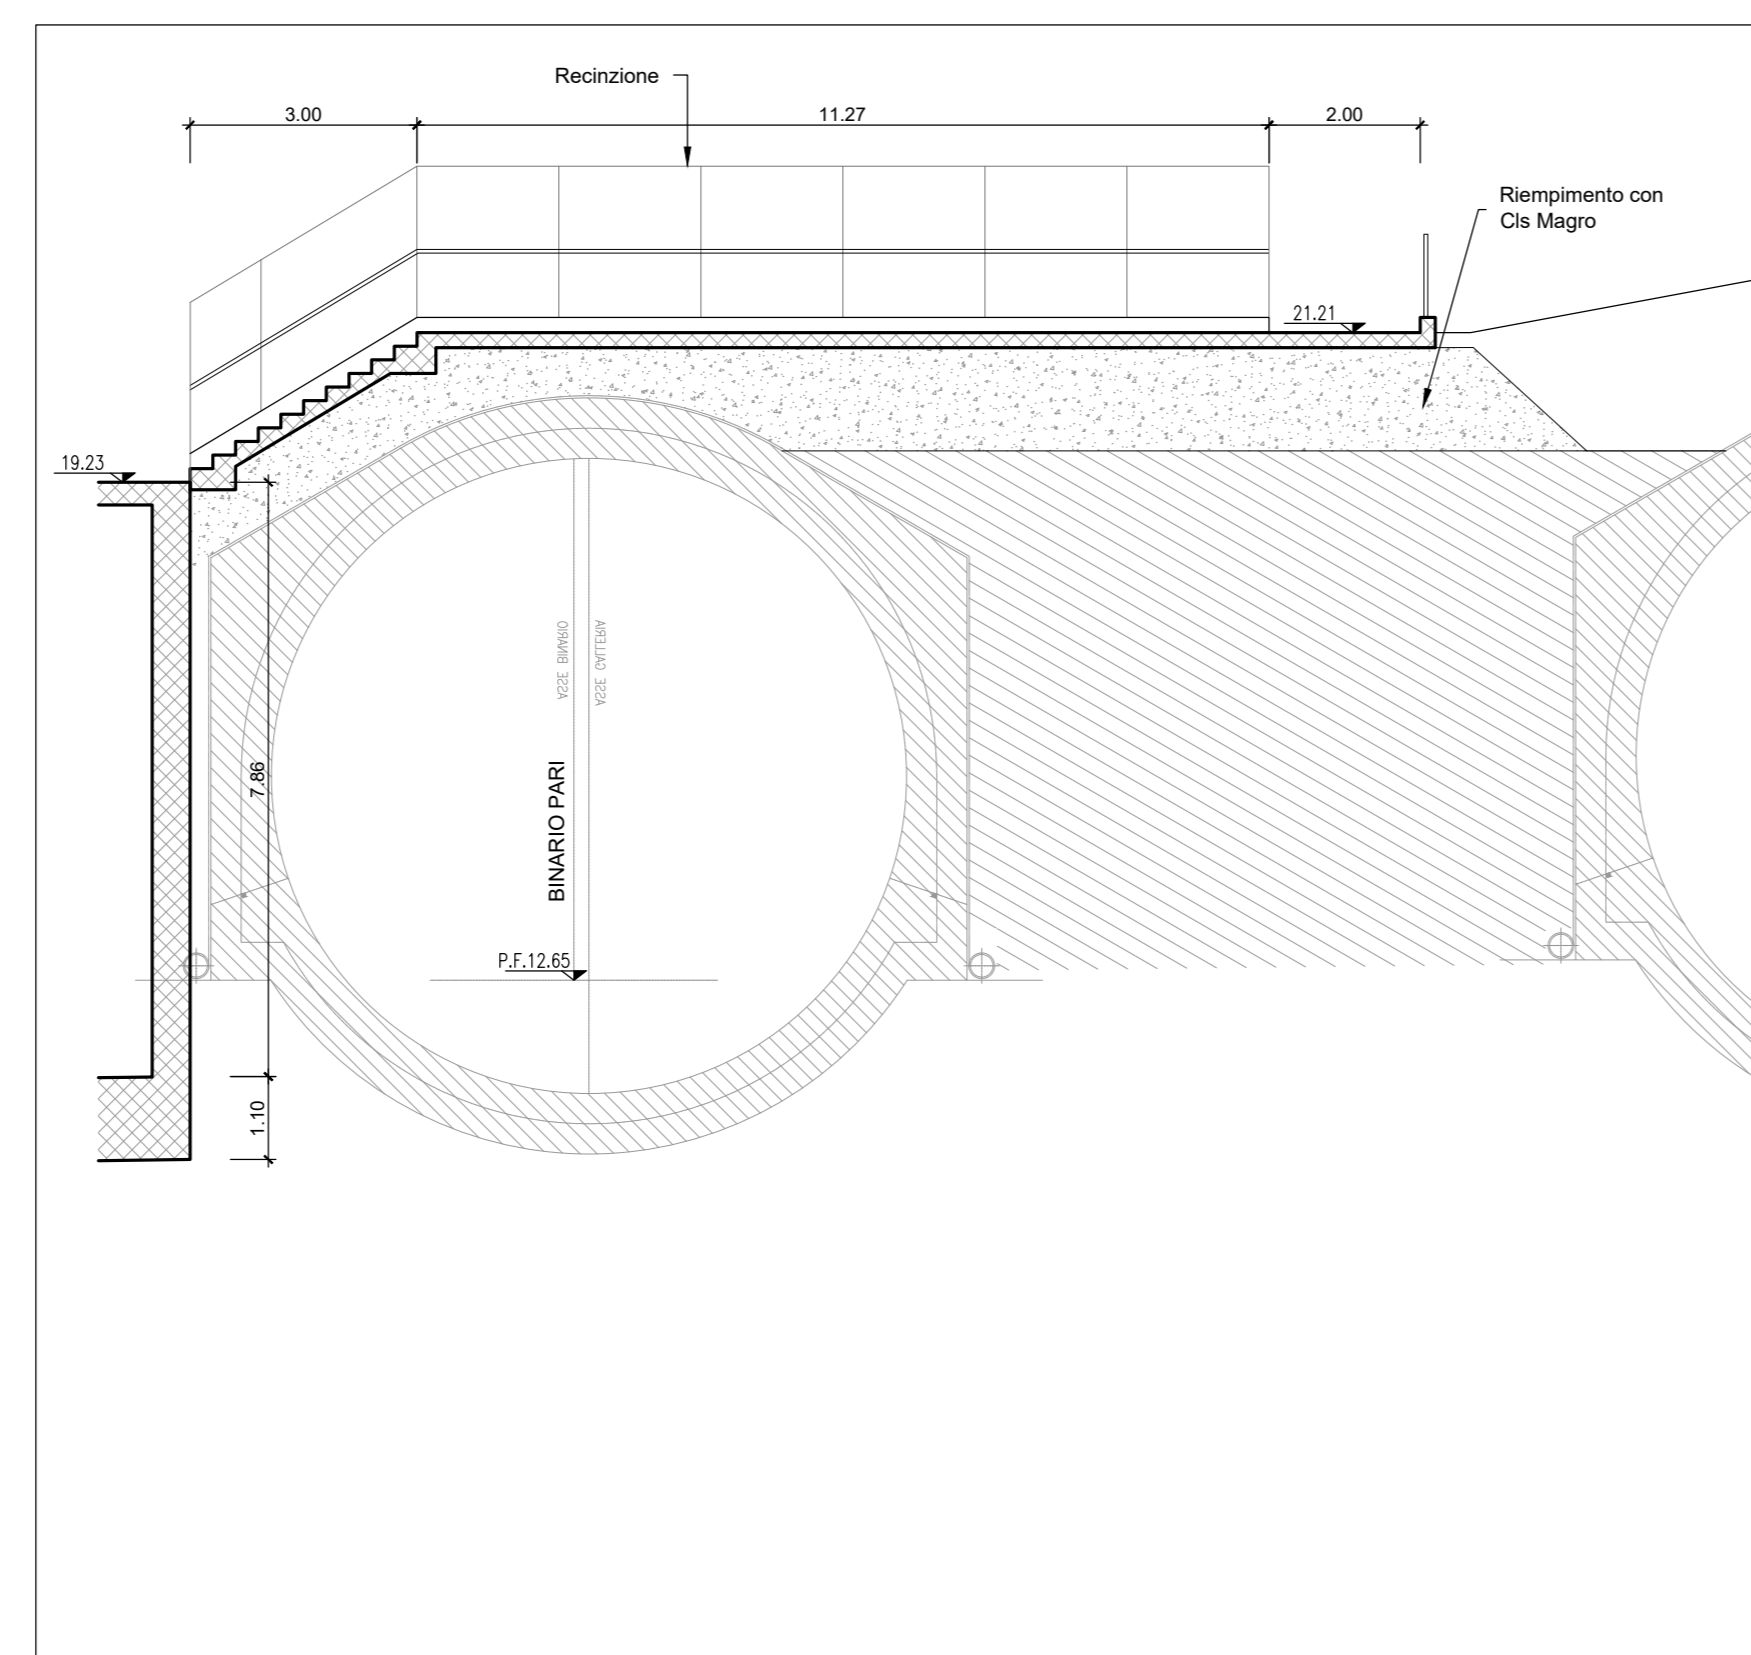 Recinzione
3.00
11.27
2.00
Riempimento con
Cls Magro
21.21
19.23
ASSE BINARIO
ASSE GALLERIA
7.86
BINARIO PARI
P.F.12.65
1.10